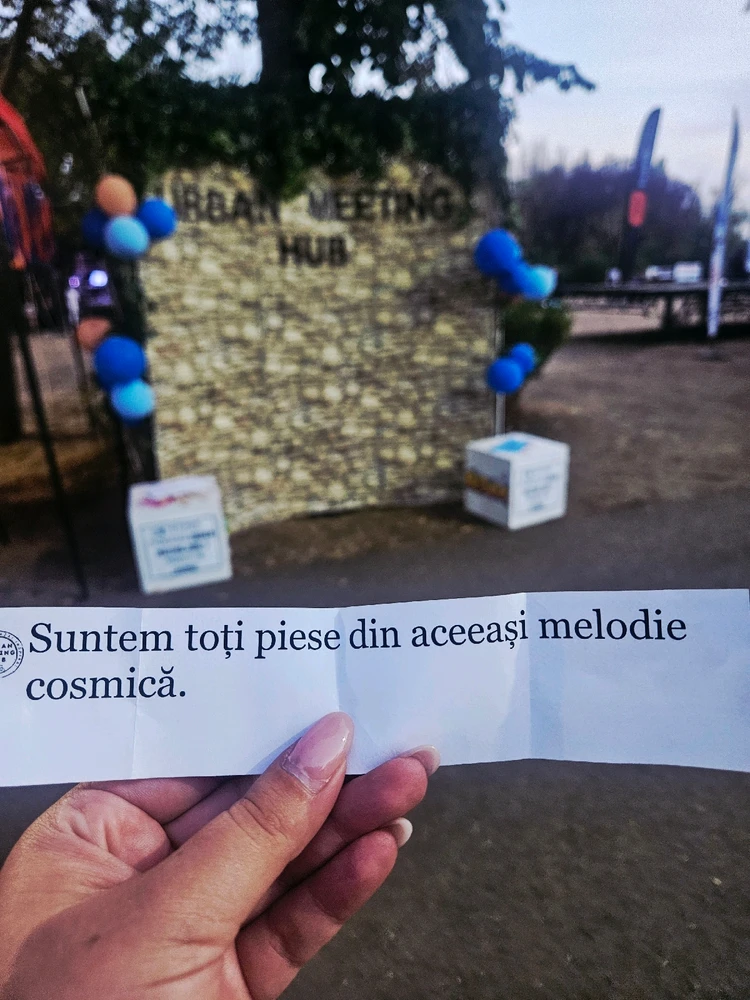 URBAN MEETING
HUB
Suntem toți piese din aceeași melodie
cosmică.